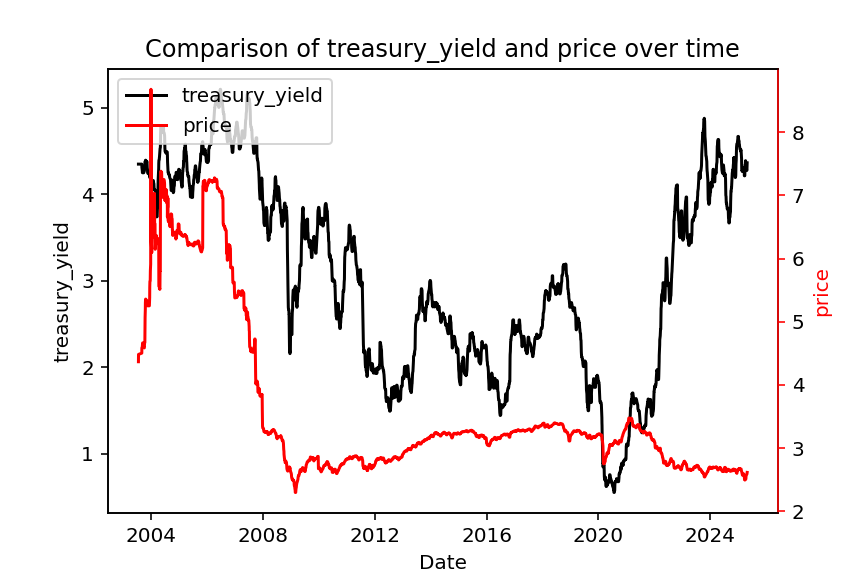 Comparison of treasury_yield and price over time
treasury_yield
price
5
4
3
2
1
treasury_yield
8
7
6
5
4
3
2
price
2004 2008 2012 2016 2020 2024
Date